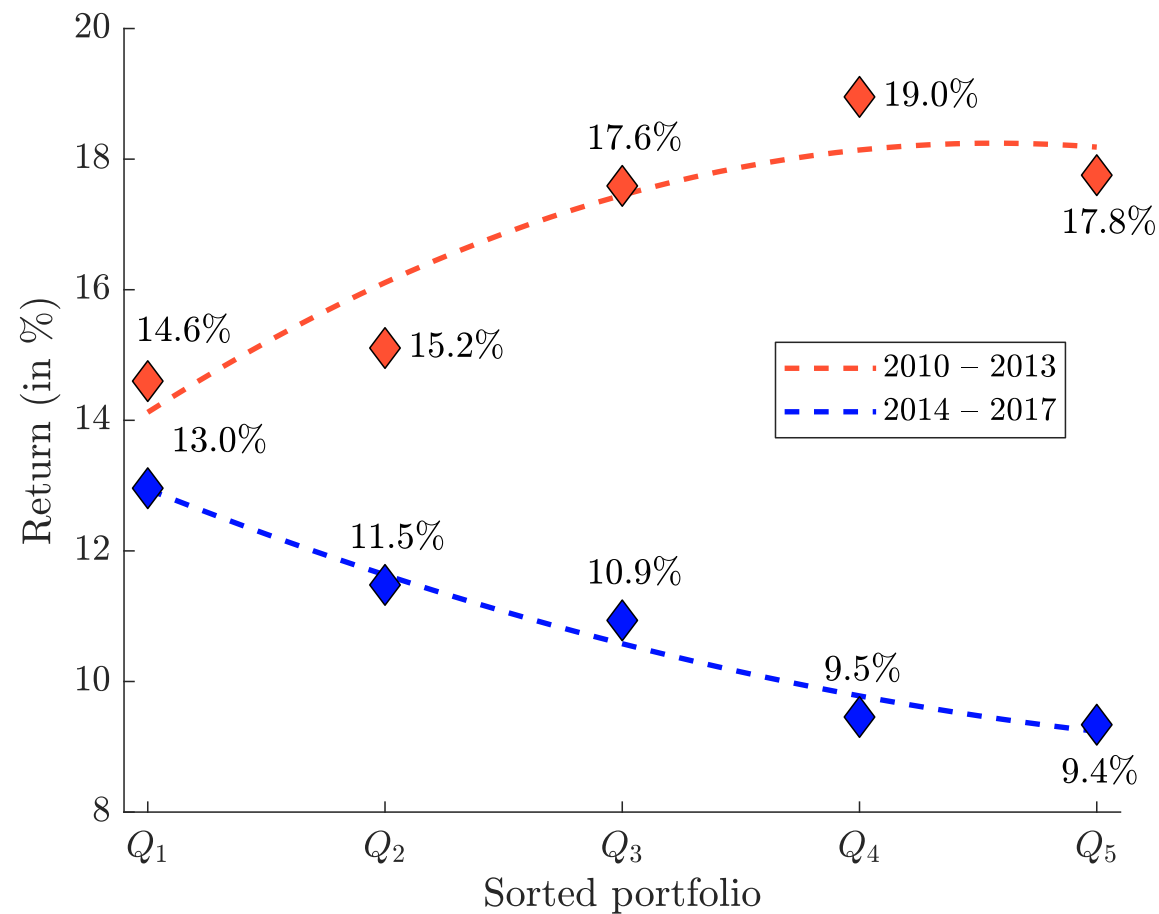 20
18
16
14
12
10
8
Return (in %)
14.6%
15.2%
17.6%
19.0%
17.8%
13.0%
11.5%
10.9%
9.5%
9.4%
2010 – 2013
2014 – 2017
Q1
Q2
Q3
Q4
Q5
Sorted portfolio